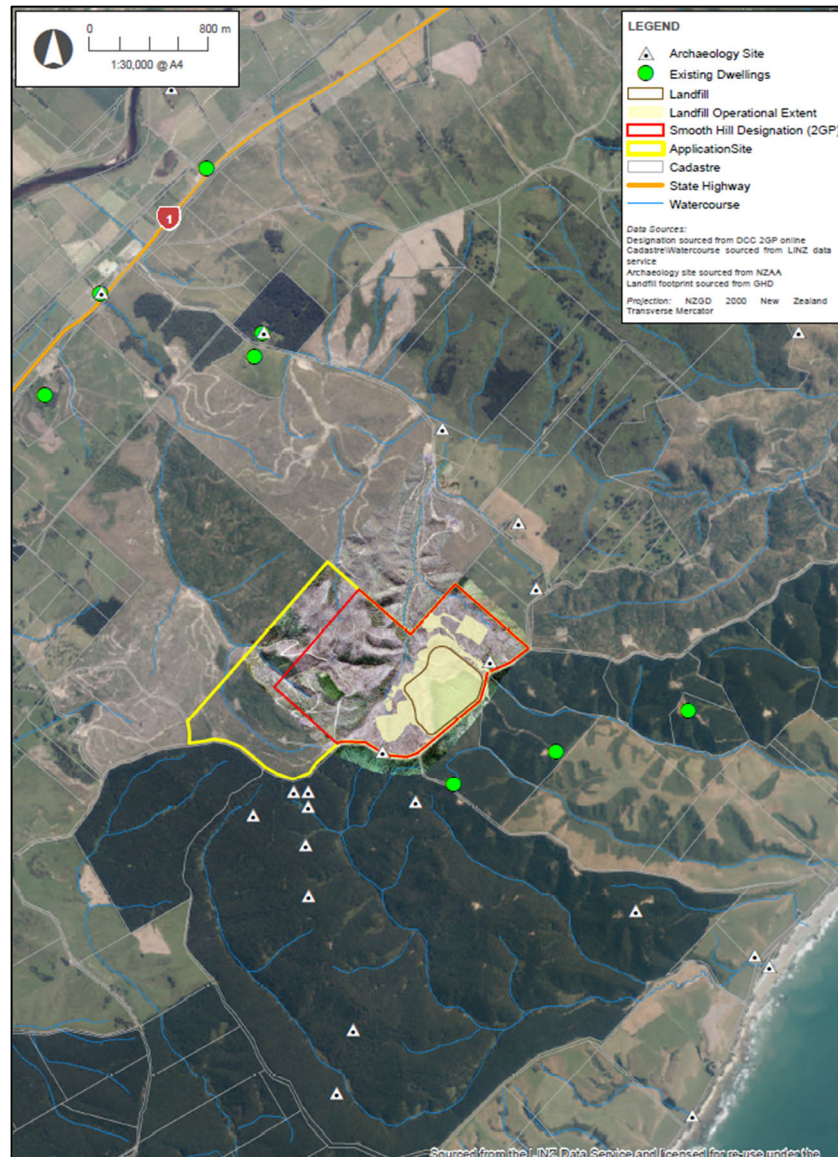 0 800 m
1:30,000 @ A4
LEGEND
Archaeology Site
Existing Dwellings
Landfill
Landfill Operational Extent
Smooth Hill Designation (2GP)
ApplicationSite
Cadastre
State Highway
Watercourse
Data Sources:
Designation sourced from DCC 2GP online
Cadastre\Watercourse sourced from LINZ data
service
Archaeology site sourced from NZAA
Landfill footprint sourced from GHD
Projection: NZGD 2000 New Zealand
Transverse Mercator
1
Sourced from the LINZ Data Service and licensed for re-use under the